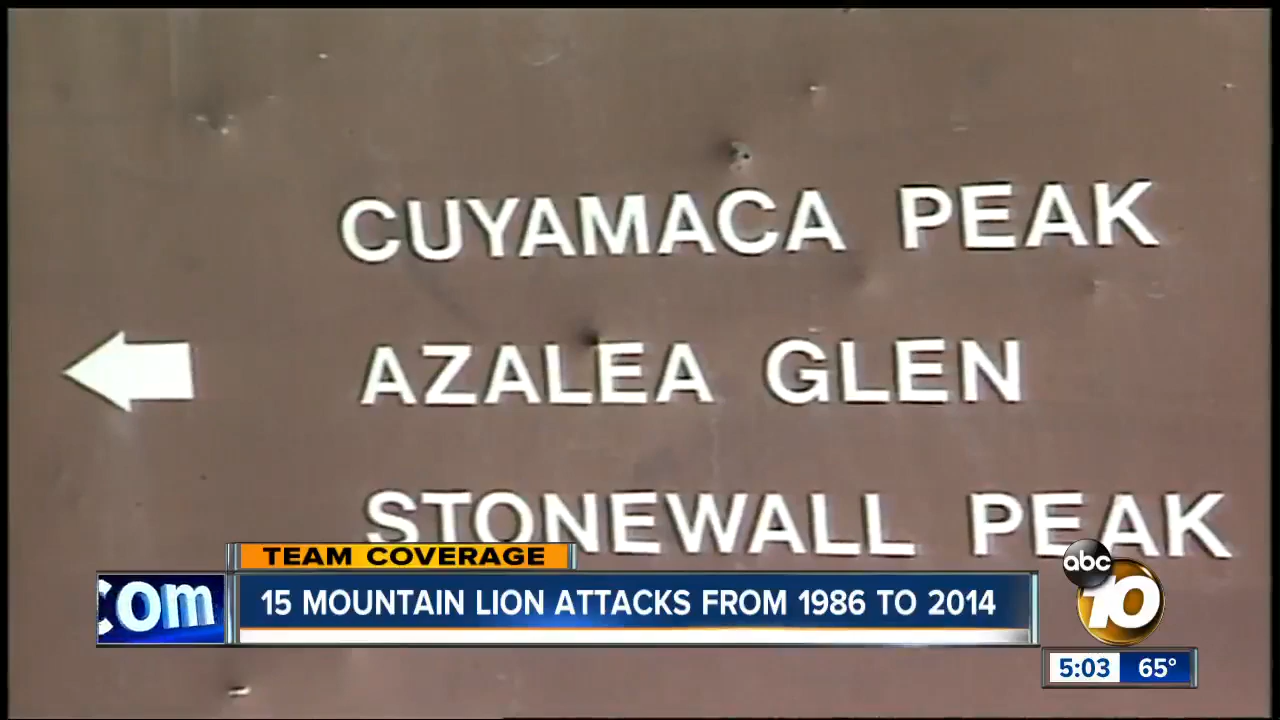 CUYAMACA PEAK
AZALEA GLEN
STONEWALL PEAK
TEAM COVERAGE
com
15 MOUNTAIN LION ATTACKS FROM 1986 TO 2014
abc
10
5:03 65°